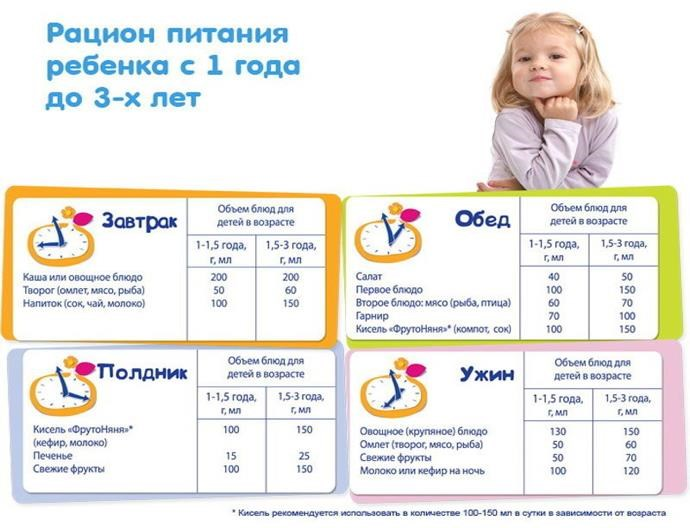 Рацион питания
ребенка с 1 года
до 3-х лет
Завтрак
Объем блюд для
детей в возрасте
1-1,5 года,
г, мл
1,5-3 года,
г, мл
Каша или овощное блюдо 200 200
Творог (омлет, мясо, рыба) 50 60
Напиток (сок, чай, молоко) 100 150
Обед
Объем блюд для
детей в возрасте
1-1,5 года,
г, мл
1,5-3 года,
г, мл
Салат 40 50
Первое блюдо 100 150
Второе блюдо: мясо (рыба, птица) 60 70
Гарнир 70 100
Кисель «ФрутоНяня»* (компот, сок) 100 150
Полдник
Объем блюд для
детей в возрасте
1-1,5 года,
г, мл
1,5-3 года,
г, мл
Кисель «ФрутоНяня»* 100 150
(кефир, молоко)
Печенье 15 25
Свежие фрукты 100 150
Ужин
Объем блюд для
детей в возрасте
1-1,5 года,
г, мл
1,5-3 года,
г, мл
Овощное (крупяное) блюдо 130 150
Омлет (творог, мясо, рыба) 50 60
Свежие фрукты 50 70
Молоко или кефир на ночь 100 120
* Кисель рекомендуется использовать в количестве 100-150 мл в сутки в зависимости от возраста